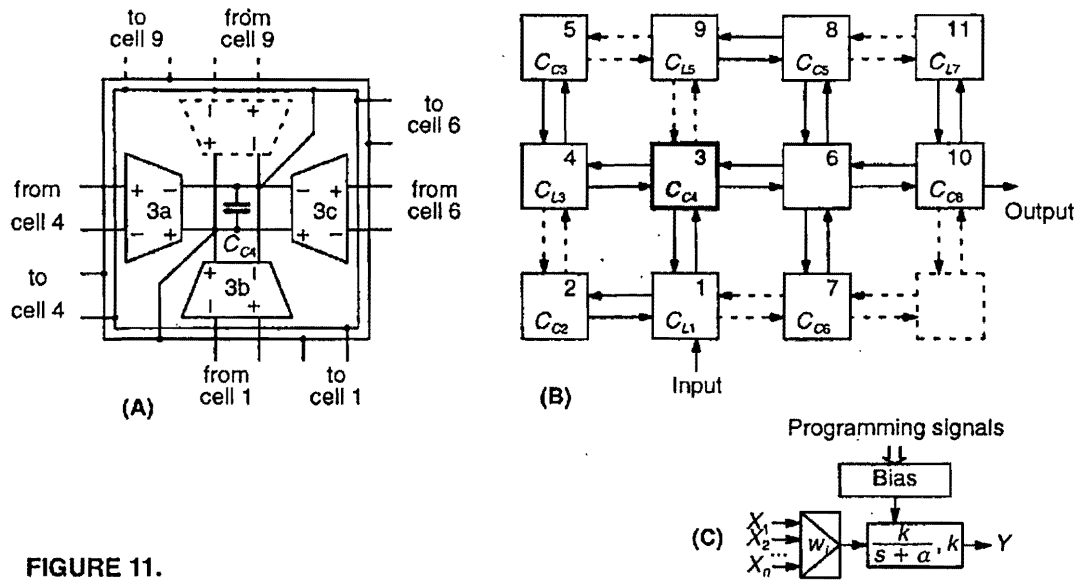 to
cell 9
from
cell 9
to
cell 6
from
cell 4
+ −
− +
3a
− +
+ −
− +
+ −
3c
C_C4
from
cell 6
to
cell 4
+ −
− +
3b
from
cell 1
to
cell 1
(A)
5
C_C3
9
C_L5
8
C_C5
11
C_L7
4
C_L3
3
C_C4
6
10
C_C8
Output
2
C_C2
1
C_L1
7
C_C6
Input
(B)
Programming signals
Bias
(C)
X_1
X_2
...
X_n
w_i
k
s + a
, k
Y
FIGURE 11.